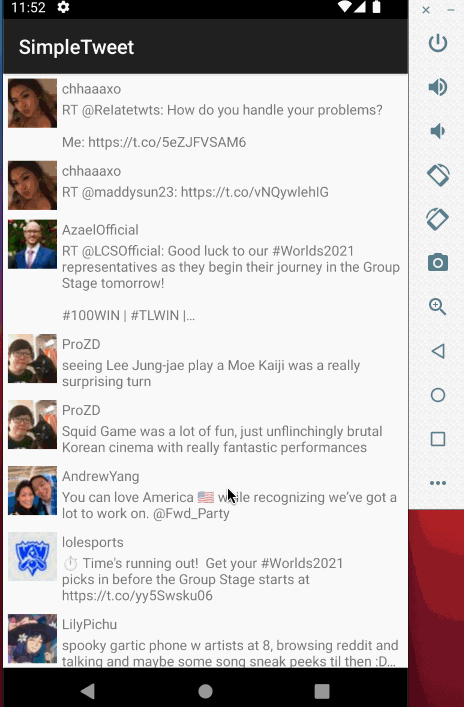 11:52
SimpleTweet
chhaaaxo
RT @Relatetwts: How do you handle your problems?
Me: https://t.co/5eZJFVSAM6
chhaaaxo
RT @maddysun23: https://t.co/vNQywlehIG
AzaelOfficial
RT @LCSOfficial: Good luck to our #Worlds2021
representatives as they begin their journey in the Group
Stage tomorrow!
#100WIN | #TLWIN |…
ProZD
seeing Lee Jung-jae play a Moe Kaiji was a really
surprising turn
ProZD
Squid Game was a lot of fun, just unflinchingly brutal
Korean cinema with really fantastic performances
AndrewYang
You can love America 🇺🇸 while recognizing we've got a
lot to work on. @Fwd_Party
lolesports
⏱️ Time's running out! Get your #Worlds2021
picks in before the Group Stage starts at
https://t.co/yy5Swsku06
LilyPichu
spooky gartic phone w artists at 8, browsing reddit and
talking and maybe some song sneak peeks til then :D…